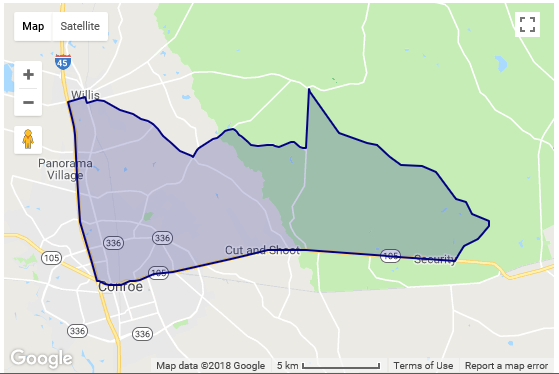 Map Satellite
45
Willis
Panorama
Village
336
336
105
Cut and Shoot
105
Security
105
Conroe
336
336
Google
Map data ©2018 Google 5 km Terms of Use Report a map error